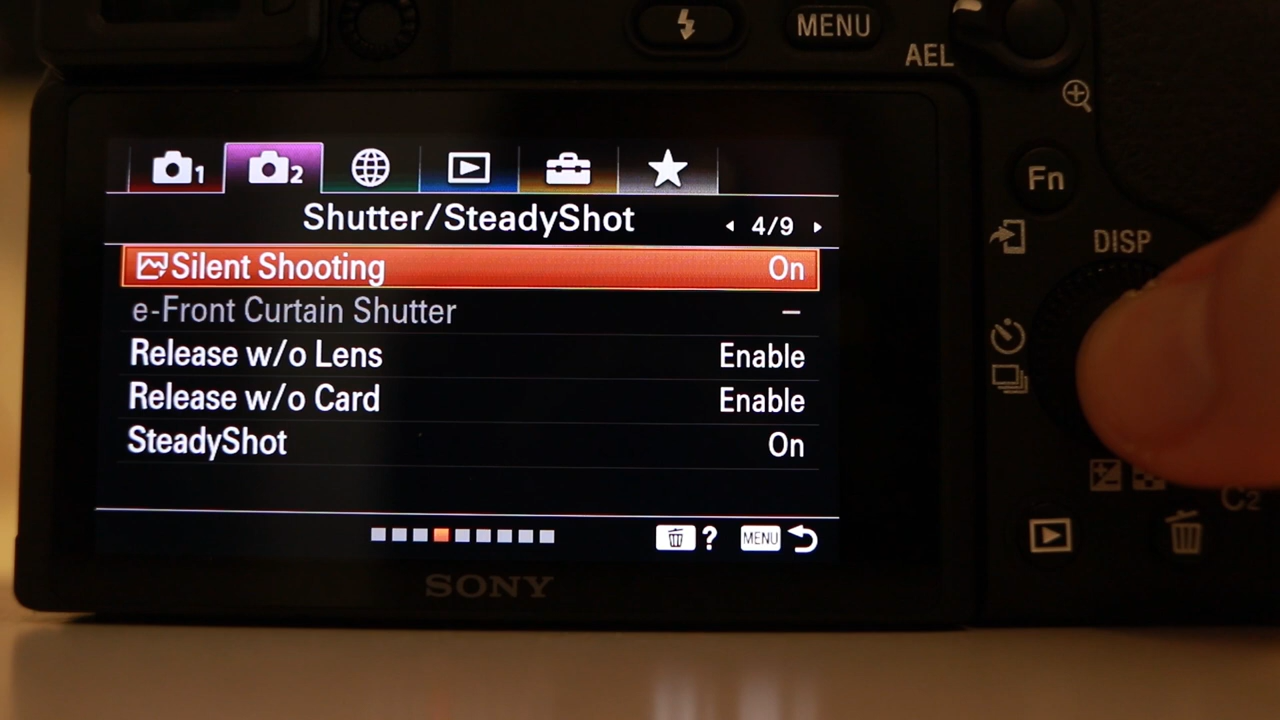 MENU
AEL
1
2
Shutter/SteadyShot 4/9
Silent Shooting On
e-Front Curtain Shutter –
Release w/o Lens Enable
Release w/o Card Enable
SteadyShot On
? MENU
SONY
Fn
DISP
C2